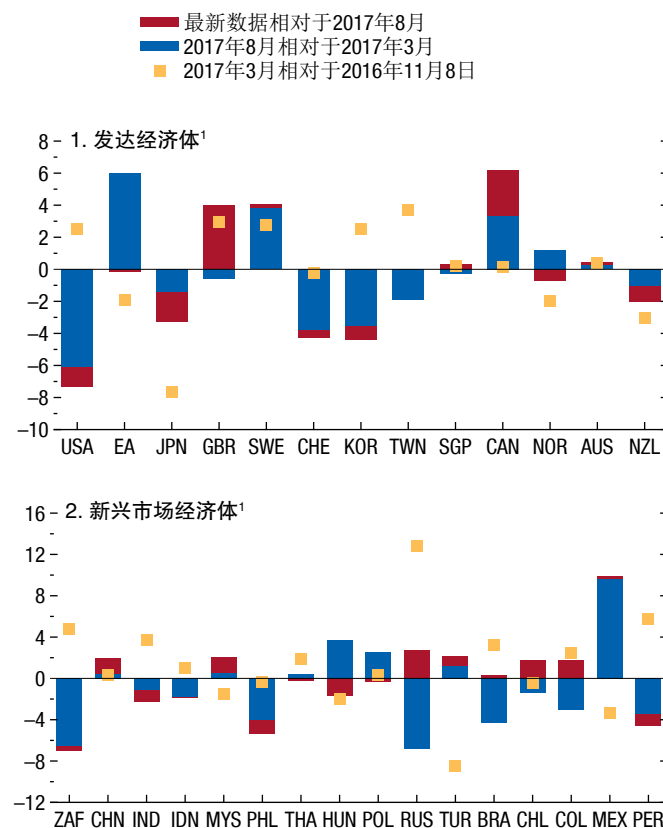 最新数据相对于2017年8月
2017年8月相对于2017年3月
2017年3月相对于2016年11月8日
1. 发达经济体¹
8
6
4
2
0
–2
–4
–6
–8
–10
USA EA JPN GBR SWE CHE KOR TWN SGP CAN NOR AUS NZL
2. 新兴市场经济体¹
16
12
8
4
0
–4
–8
–12
ZAF CHN IND IDN MYS PHL THA HUN POL RUS TUR BRA CHL COL MEX PER